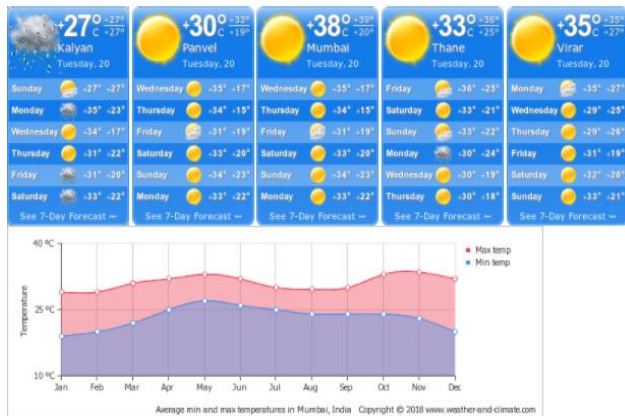 +27° +27°
C +27°
Kalyan
Tuesday, 20
Sunday +27° +27°
Monday +35° +23°
Wednesday +34° +17°
Thursday +31° +22°
Friday +31° +20°
Saturday +33° +22°
See 7-Day Forecast
+30° +33°
C +19°
Panvel
Tuesday, 20
Wednesday +35° +17°
Thursday +34° +15°
Friday +31° +19°
Saturday +33° +20°
Sunday +34° +23°
Monday +33° +22°
See 7-Day Forecast
+38° +39°
C +20°
Mumbai
Tuesday, 20
Wednesday +35° +17°
Thursday +34° +15°
Friday +31° +19°
Saturday +33° +20°
Sunday +34° +23°
Monday +33° +22°
See 7-Day Forecast
+33° +36°
C +25°
Thane
Tuesday, 20
Friday +36° +25°
Saturday +33° +21°
Sunday +33° +22°
Monday +30° +24°
Wednesday +30° +19°
Thursday +30° +18°
See 7-Day Forecast
+35° +35°
C +27°
Virar
Tuesday, 20
Monday +35° +27°
Wednesday +29° +25°
Thursday +29° +26°
Friday +31° +19°
Saturday +32° +20°
Sunday +33° +21°
See 7-Day Forecast
40 ºC
25 ºC
10 ºC
Temperature
Max temp
Min temp
Jan Feb Mar Apr May Jun Jul Aug Sep Oct Nov Dec
Average min and max temperatures in Mumbai, India Copyright © 2018 www.weather-and-climate.com